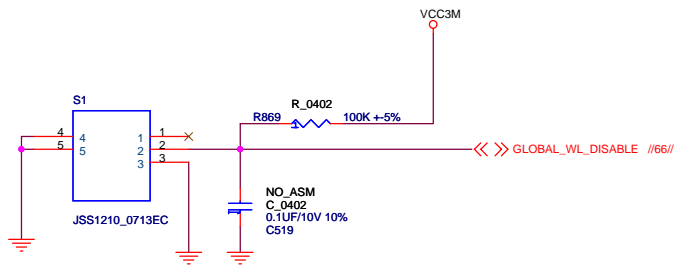 VCC3M
S1
R_0402
R869 1 100K +-5%
4 4 1 1
5 5 2 2
3 3
GLOBAL_WL_DISABLE //66//
NO_ASM
C_0402
0.1UF/10V 10%
C519
JSS1210_0713EC